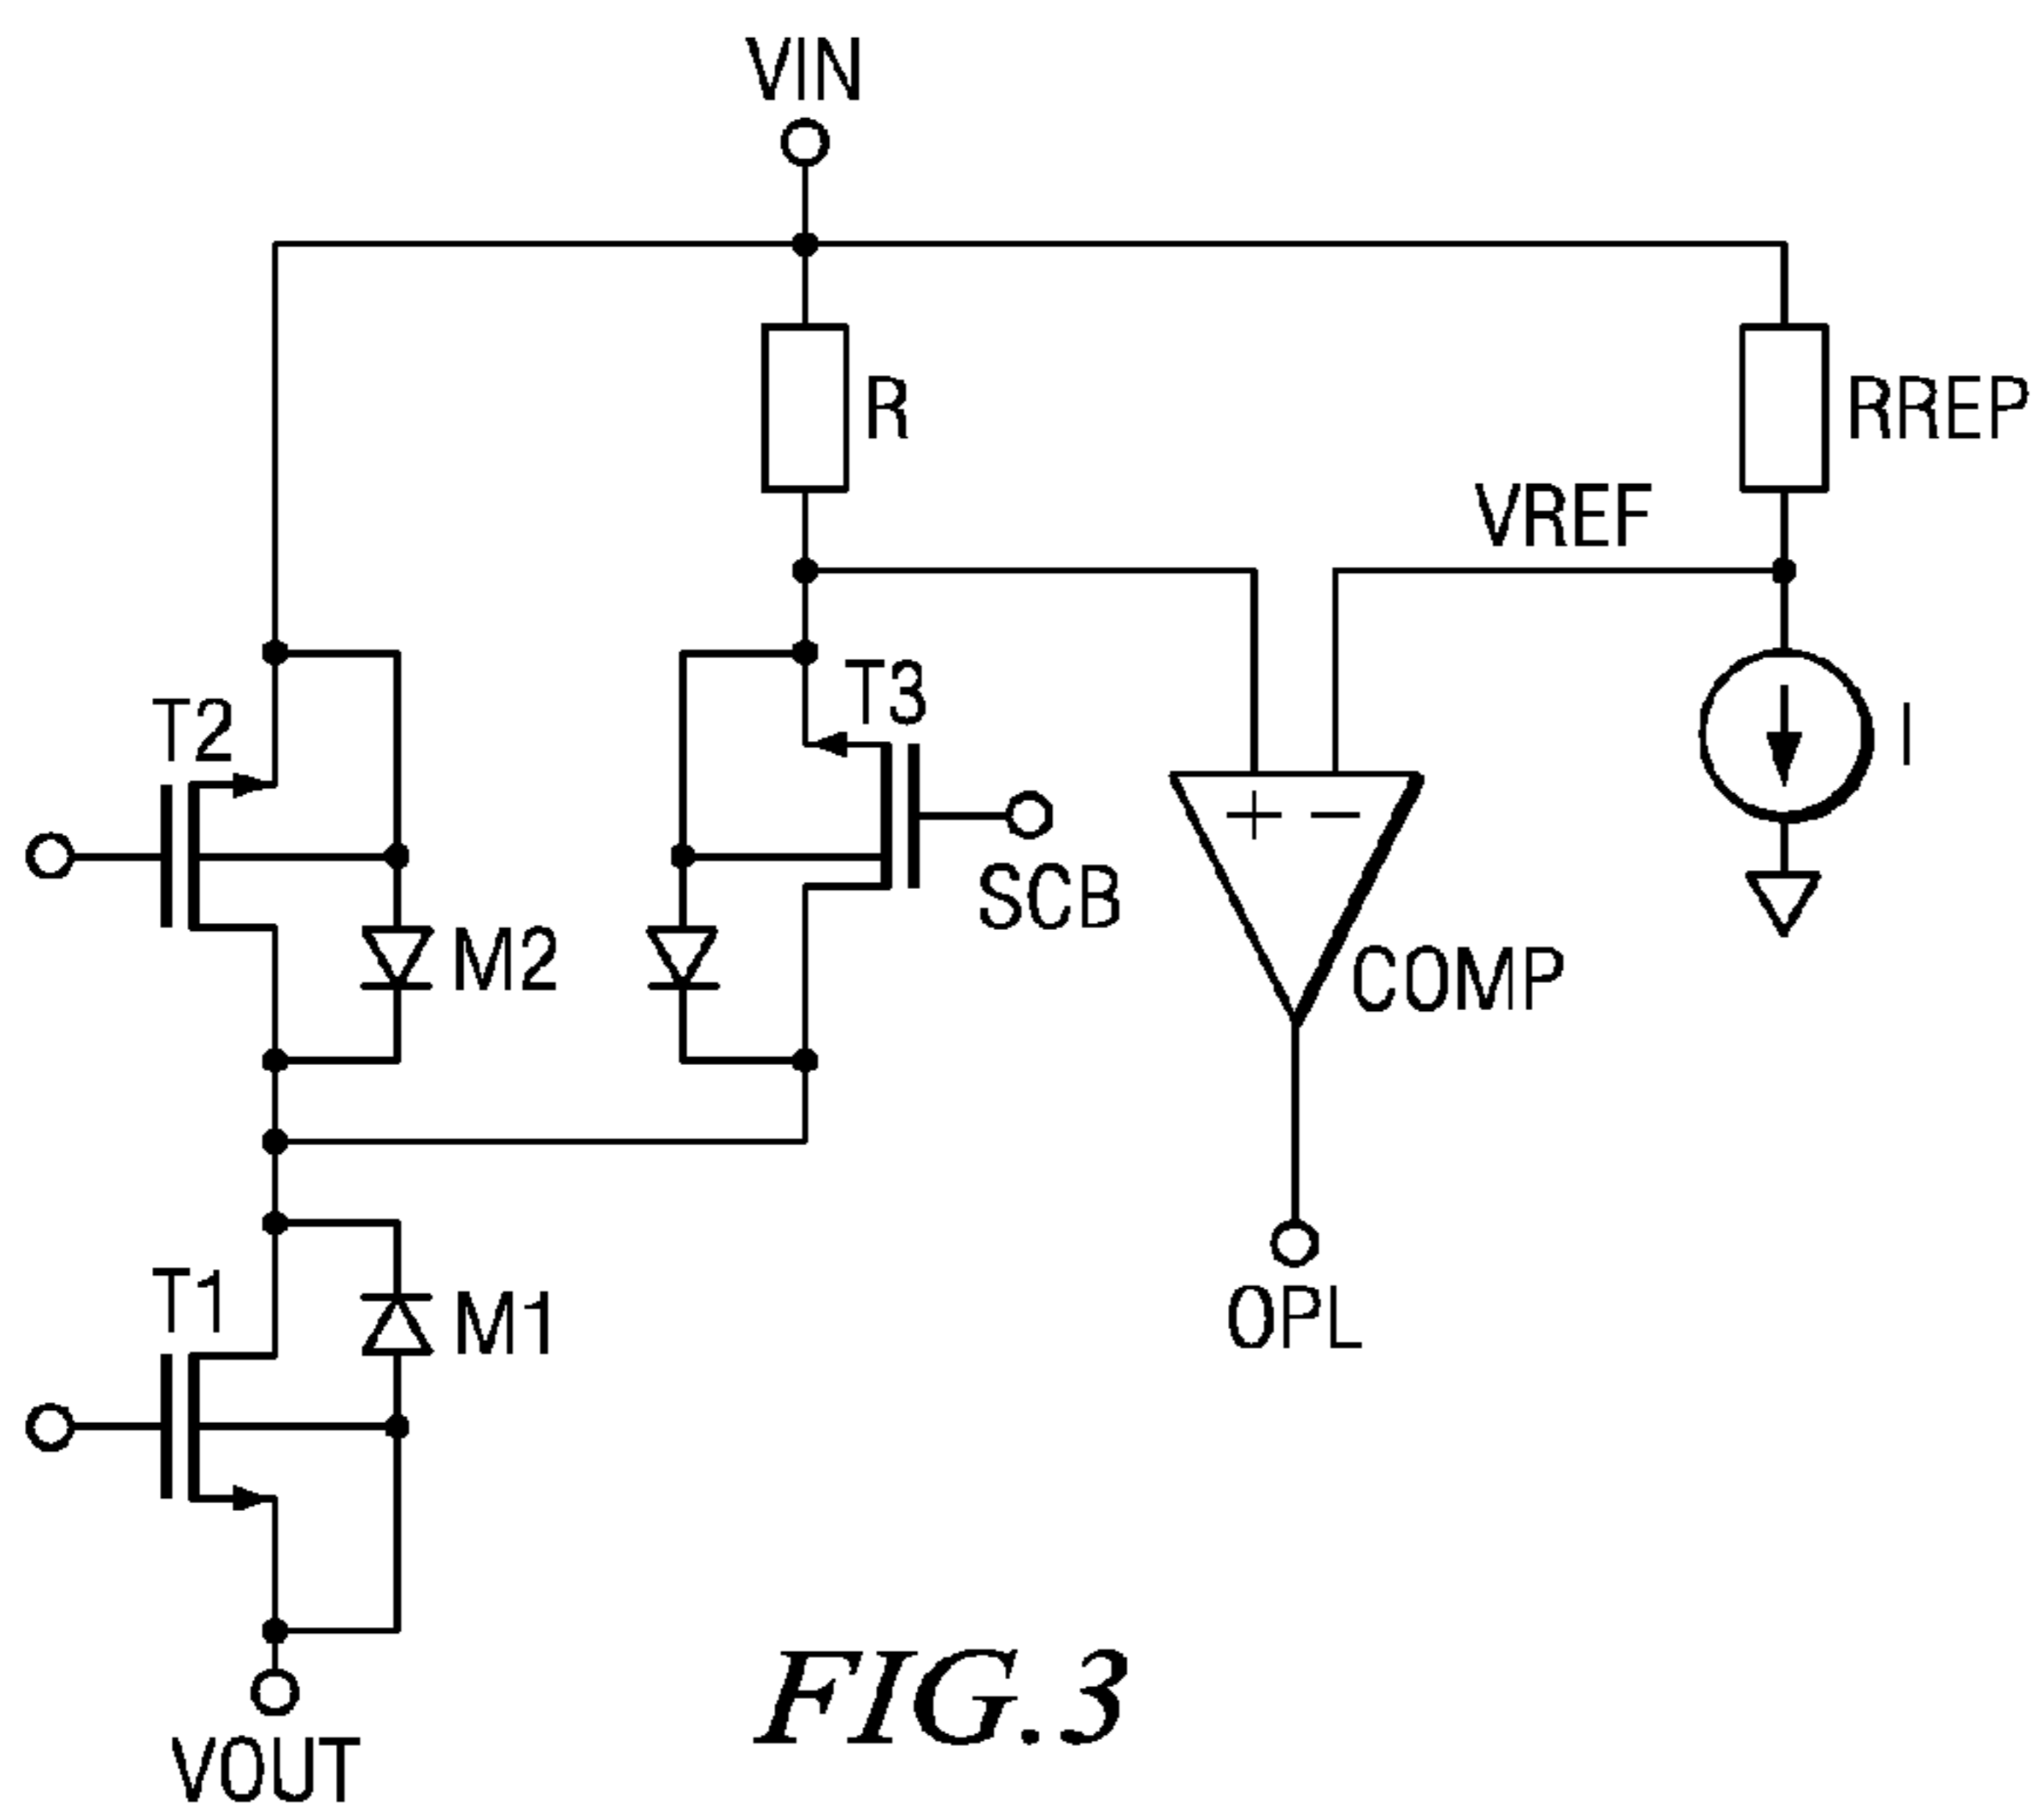 VIN
R
RREP
VREF
T2
T3
I
M2
SCB
+ −
COMP
T1
M1
OPL
VOUT
FIG.3